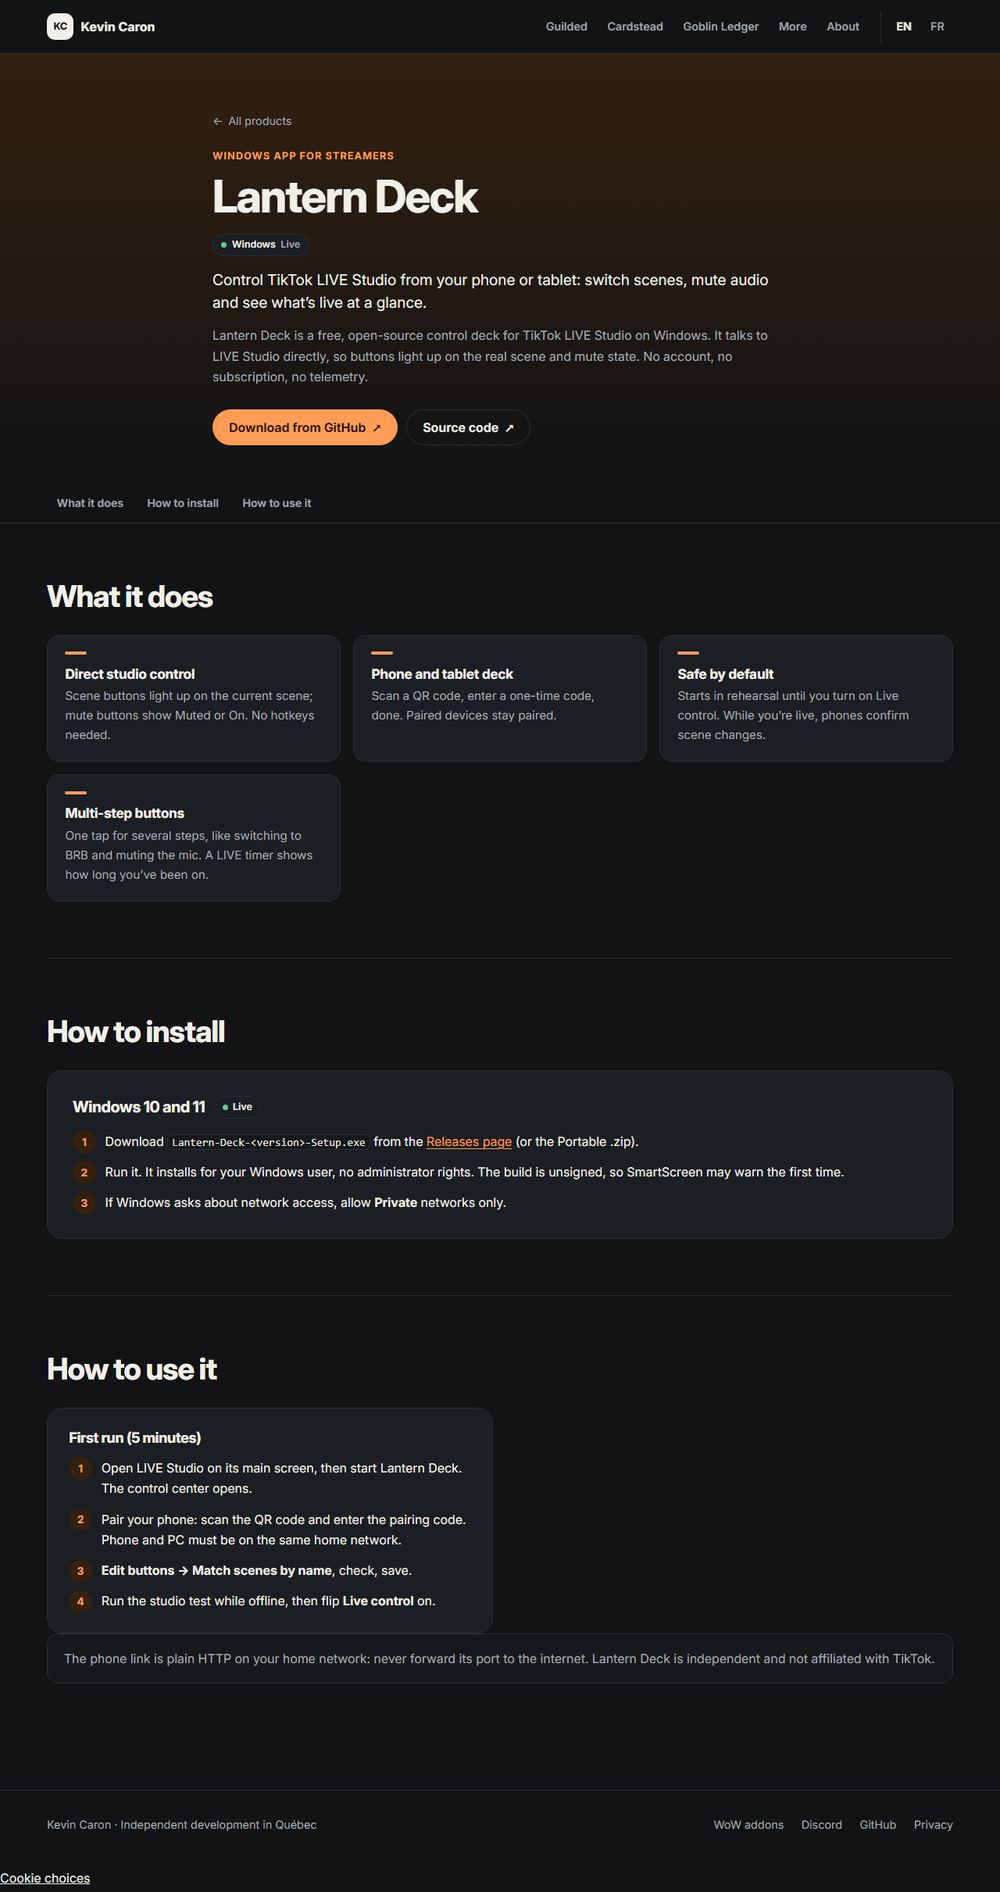 KC Kevin Caron Guilded Cardstead Goblin Ledger More About EN FR
← All products
WINDOWS APP FOR STREAMERS
Lantern Deck
Windows Live
Control TikTok LIVE Studio from your phone or tablet: switch scenes, mute audio
and see what’s live at a glance.
Lantern Deck is a free, open-source control deck for TikTok LIVE Studio on Windows. It talks to
LIVE Studio directly, so buttons light up on the real scene and mute state. No account, no
subscription, no telemetry.
Download from GitHub ↗ Source code ↗
What it does How to install How to use it
What it does
Direct studio control
Scene buttons light up on the current scene;
mute buttons show Muted or On. No hotkeys
needed.
Phone and tablet deck
Scan a QR code, enter a one-time code,
done. Paired devices stay paired.
Safe by default
Starts in rehearsal until you turn on Live
control. While you’re live, phones confirm
scene changes.
Multi-step buttons
One tap for several steps, like switching to
BRB and muting the mic. A LIVE timer shows
how long you’ve been on.
How to install
Windows 10 and 11 Live
1 Download Lantern-Deck-<version>-Setup.exe from the Releases page (or the Portable .zip).
2 Run it. It installs for your Windows user, no administrator rights. The build is unsigned, so SmartScreen may warn the first time.
3 If Windows asks about network access, allow Private networks only.
How to use it
First run (5 minutes)
1 Open LIVE Studio on its main screen, then start Lantern Deck.
The control center opens.
2 Pair your phone: scan the QR code and enter the pairing code.
Phone and PC must be on the same home network.
3 Edit buttons → Match scenes by name, check, save.
4 Run the studio test while offline, then flip Live control on.
The phone link is plain HTTP on your home network: never forward its port to the internet. Lantern Deck is independent and not affiliated with TikTok.
Kevin Caron · Independent development in Québec WoW addons Discord GitHub Privacy
Cookie choices